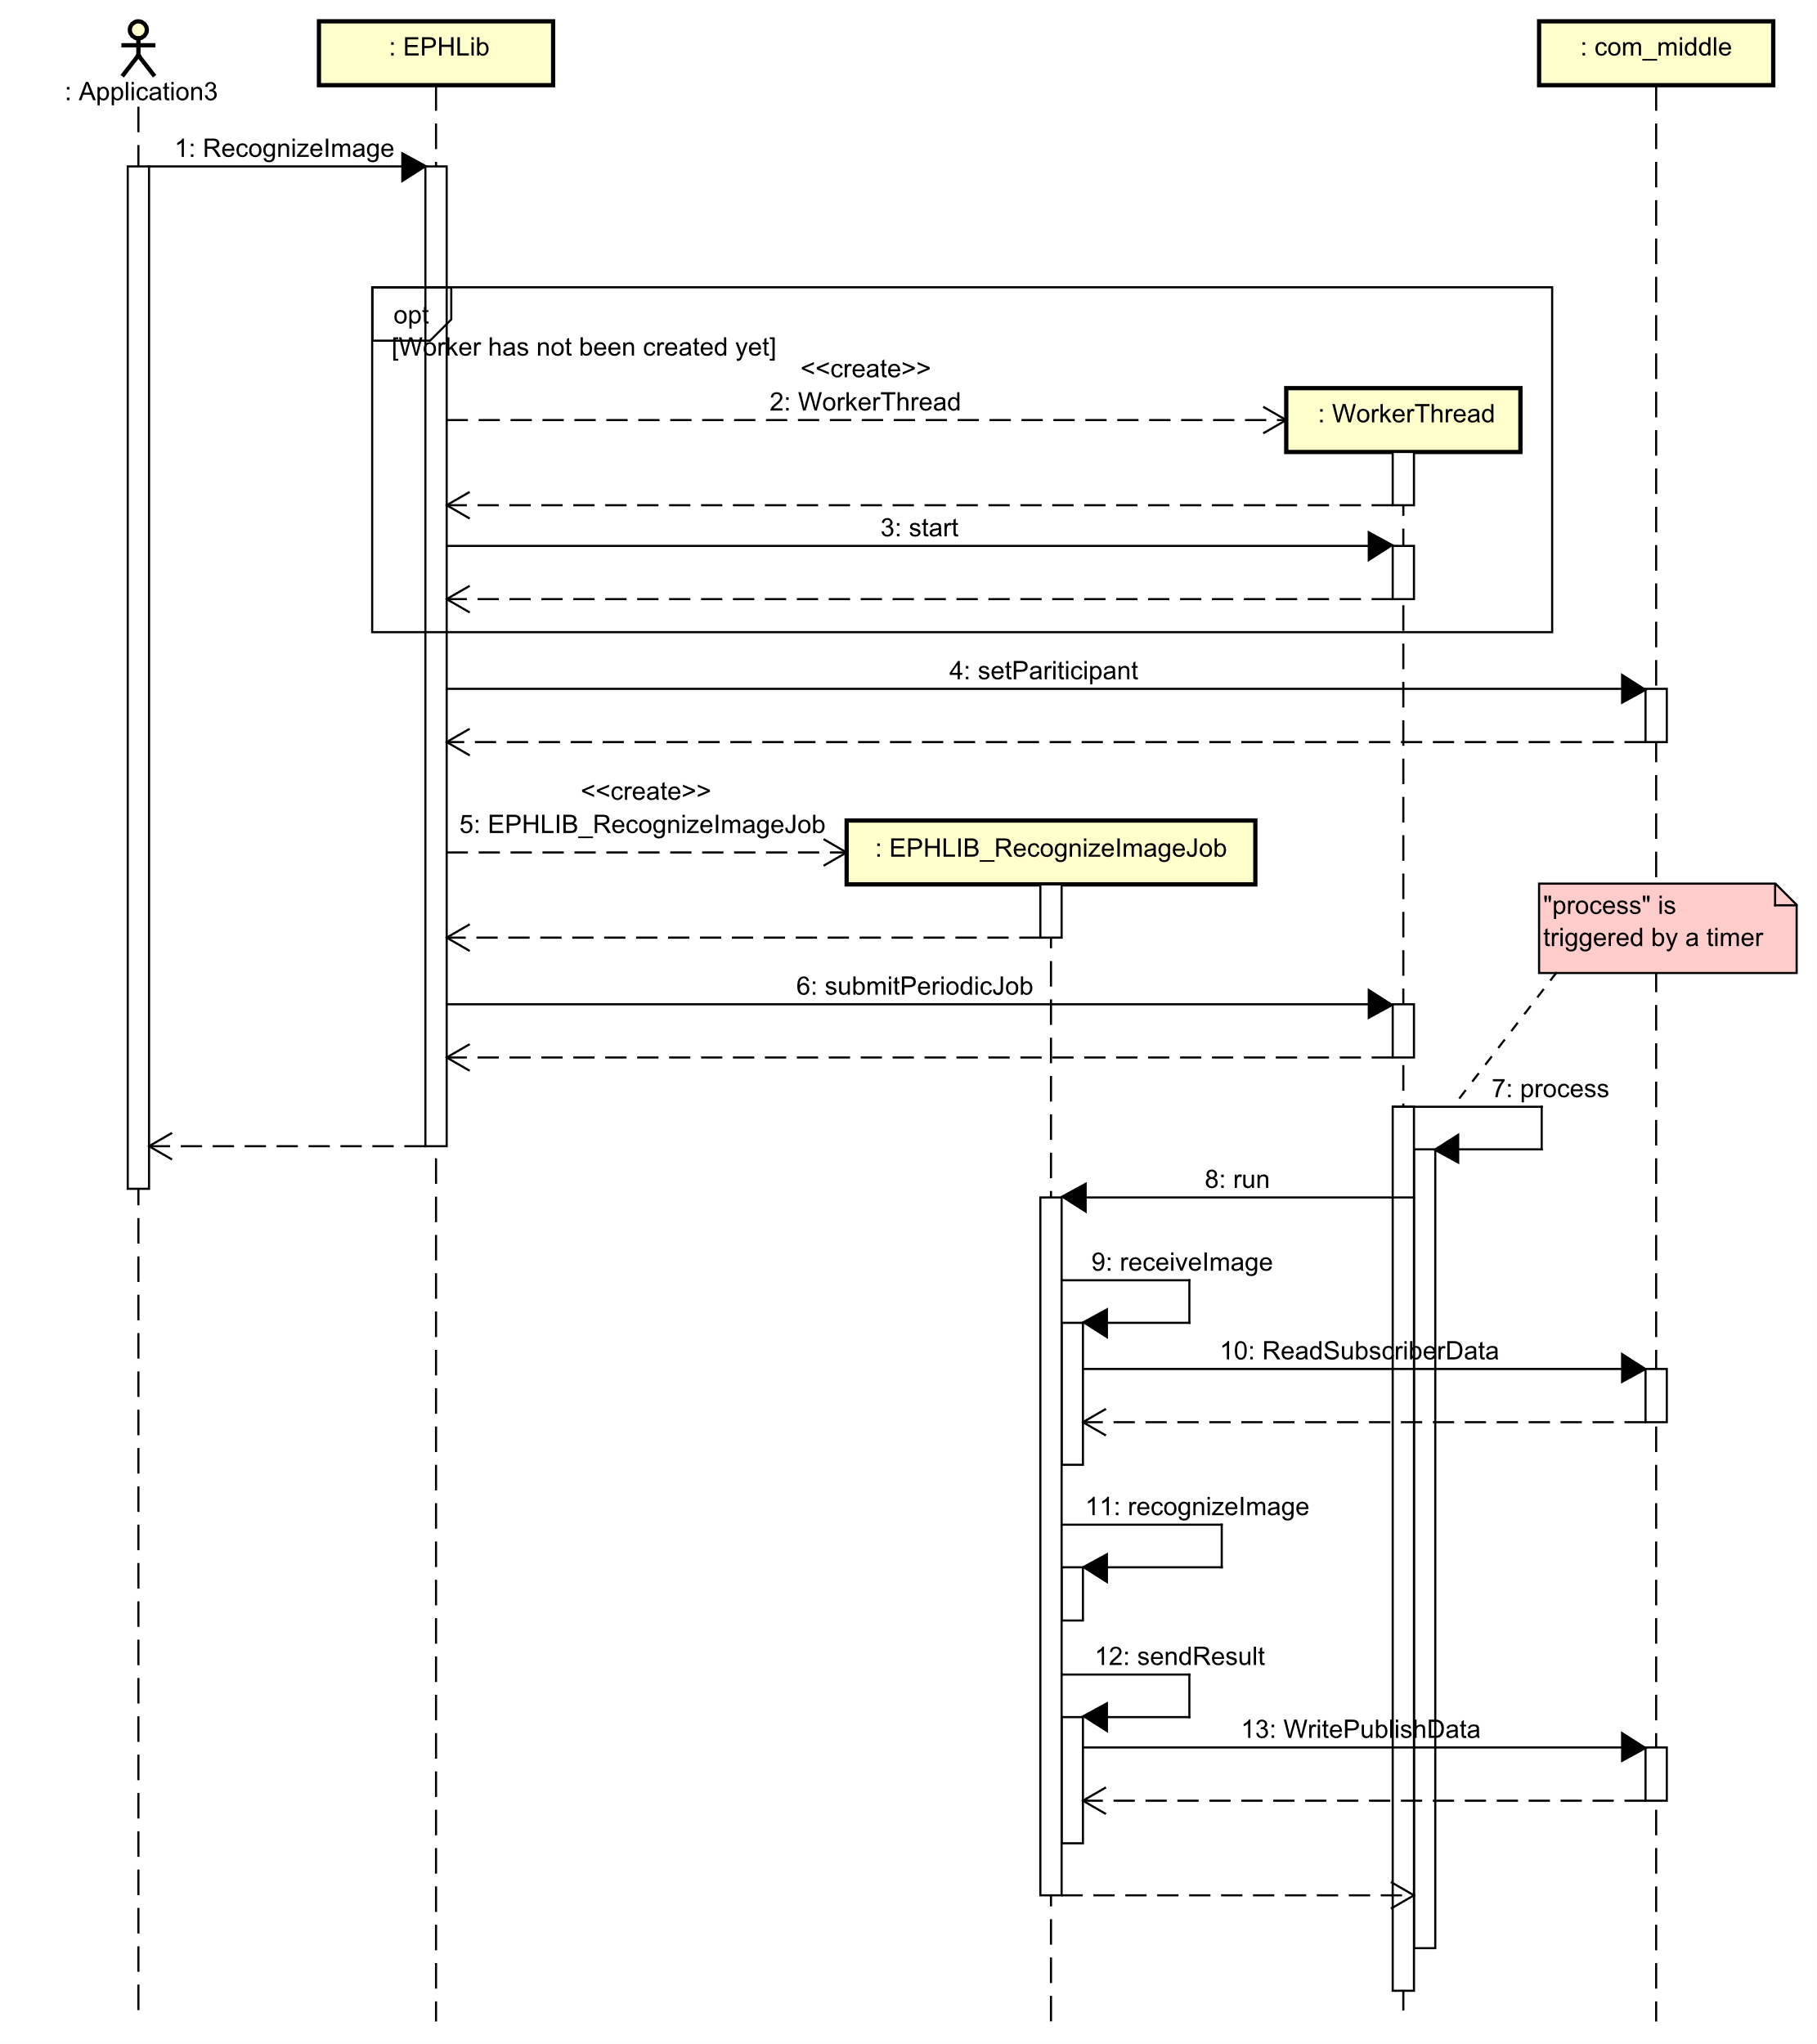 : Application3
: EPHLib
: com_middle
1: RecognizeImage
opt
[Worker has not been created yet]
<<create>>
2: WorkerThread
: WorkerThread
3: start
4: setPariticipant
<<create>>
5: EPHLIB_RecognizeImageJob
: EPHLIB_RecognizeImageJob
"process" is
triggered by a timer
6: submitPeriodicJob
7: process
8: run
9: receiveImage
10: ReadSubscriberData
11: recognizeImage
12: sendResult
13: WritePublishData